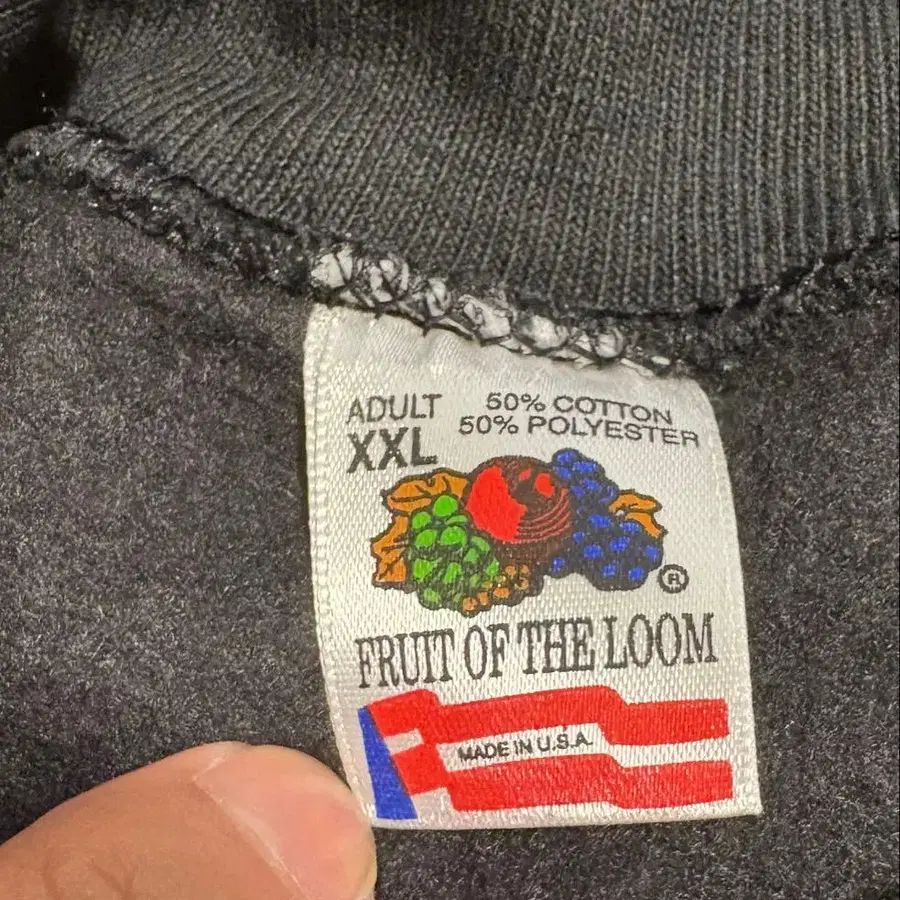 ADULT
XXL
50% COTTON
50% POLYESTER
®
FRUIT OF THE LOOM
MADE IN U.S.A.